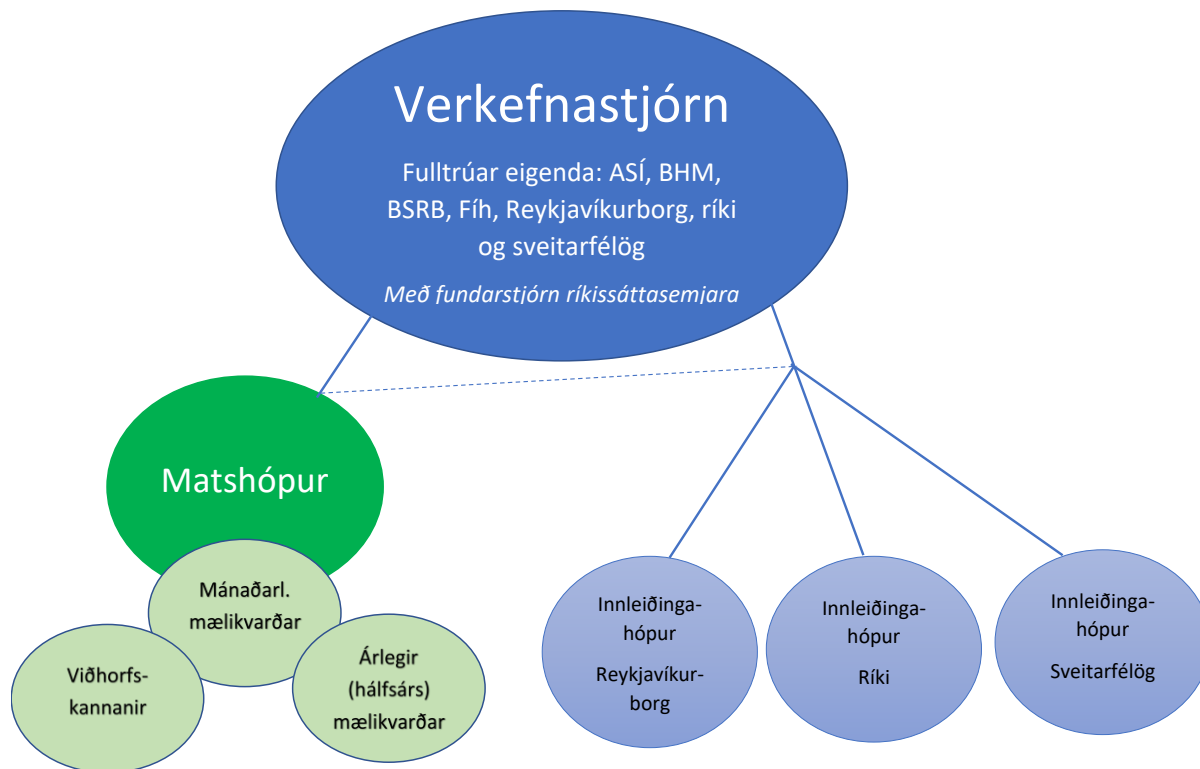 Verkefnastjórn
Fulltrúar eigenda: ASÍ, BHM,
BSRB, Fíh, Reykjavíkurborg, ríki
og sveitarfélög
Með fundarstjórn ríkissáttasemjara
Matshópur
Mánaðarl.
mælikvarðar
Viðhorfs-
kannanir
Árlegir
(hálfsárs)
mælikvarðar
Innleiðinga-
hópur
Reykjavíkur-
borg
Innleiðinga-
hópur
Ríki
Innleiðinga-
hópur
Sveitarfélög